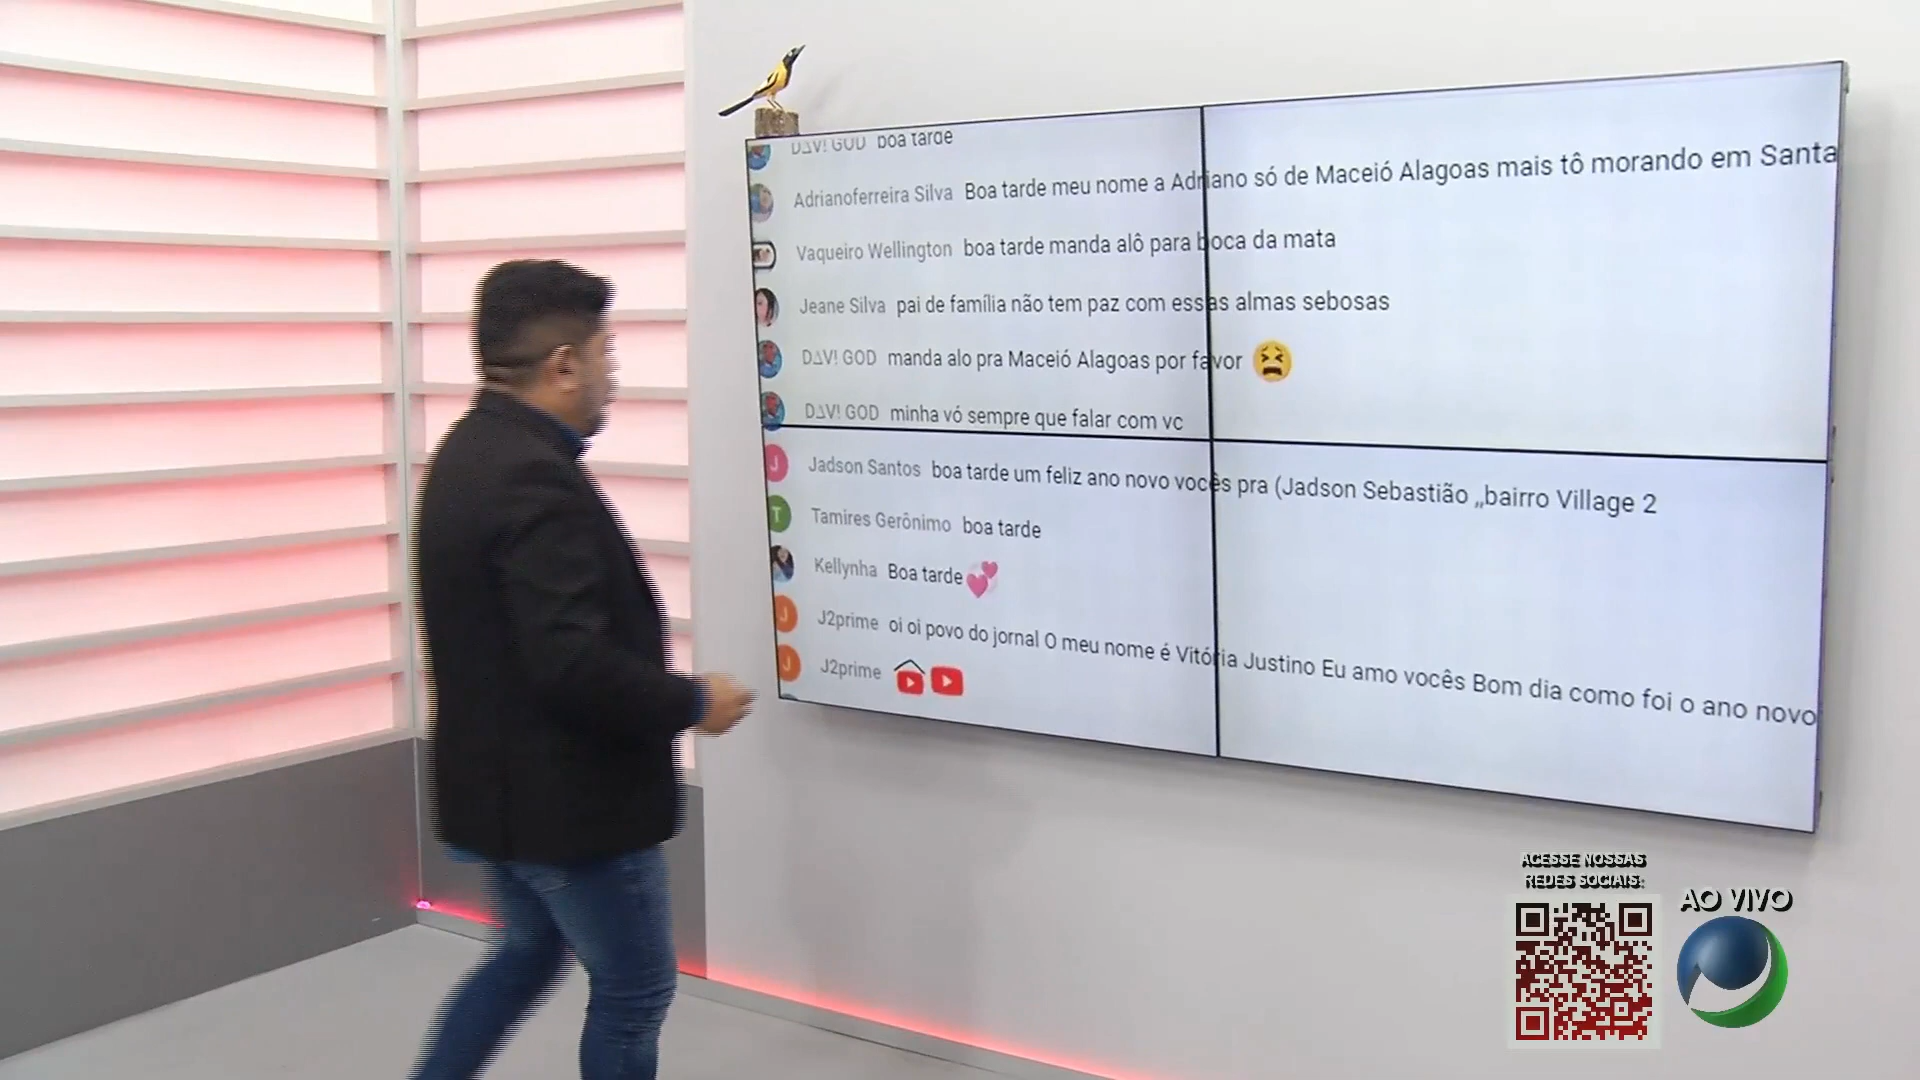 DΔV! GOD boa tarde
Adrianoferreira Silva Boa tarde meu nome a Adriano só de Maceió Alagoas mais tô morando em Santa
Vaqueiro Wellington boa tarde manda alô para boca da mata
Jeane Silva pai de família não tem paz com essas almas sebosas
DΔV! GOD manda alo pra Maceió Alagoas por favor 😫
DΔV! GOD minha vó sempre que falar com vc
J Jadson Santos boa tarde um feliz ano novo vocês pra (Jadson Sebastião ,,bairro Village 2
T Tamires Gerônimo boa tarde
Kellynha Boa tarde 💞
J J2prime oi oi povo do jornal O meu nome é Vitória Justino Eu amo vocês Bom dia como foi o ano novo
J J2prime
ACESSE NOSSAS
REDES SOCIAIS:
AO VIVO